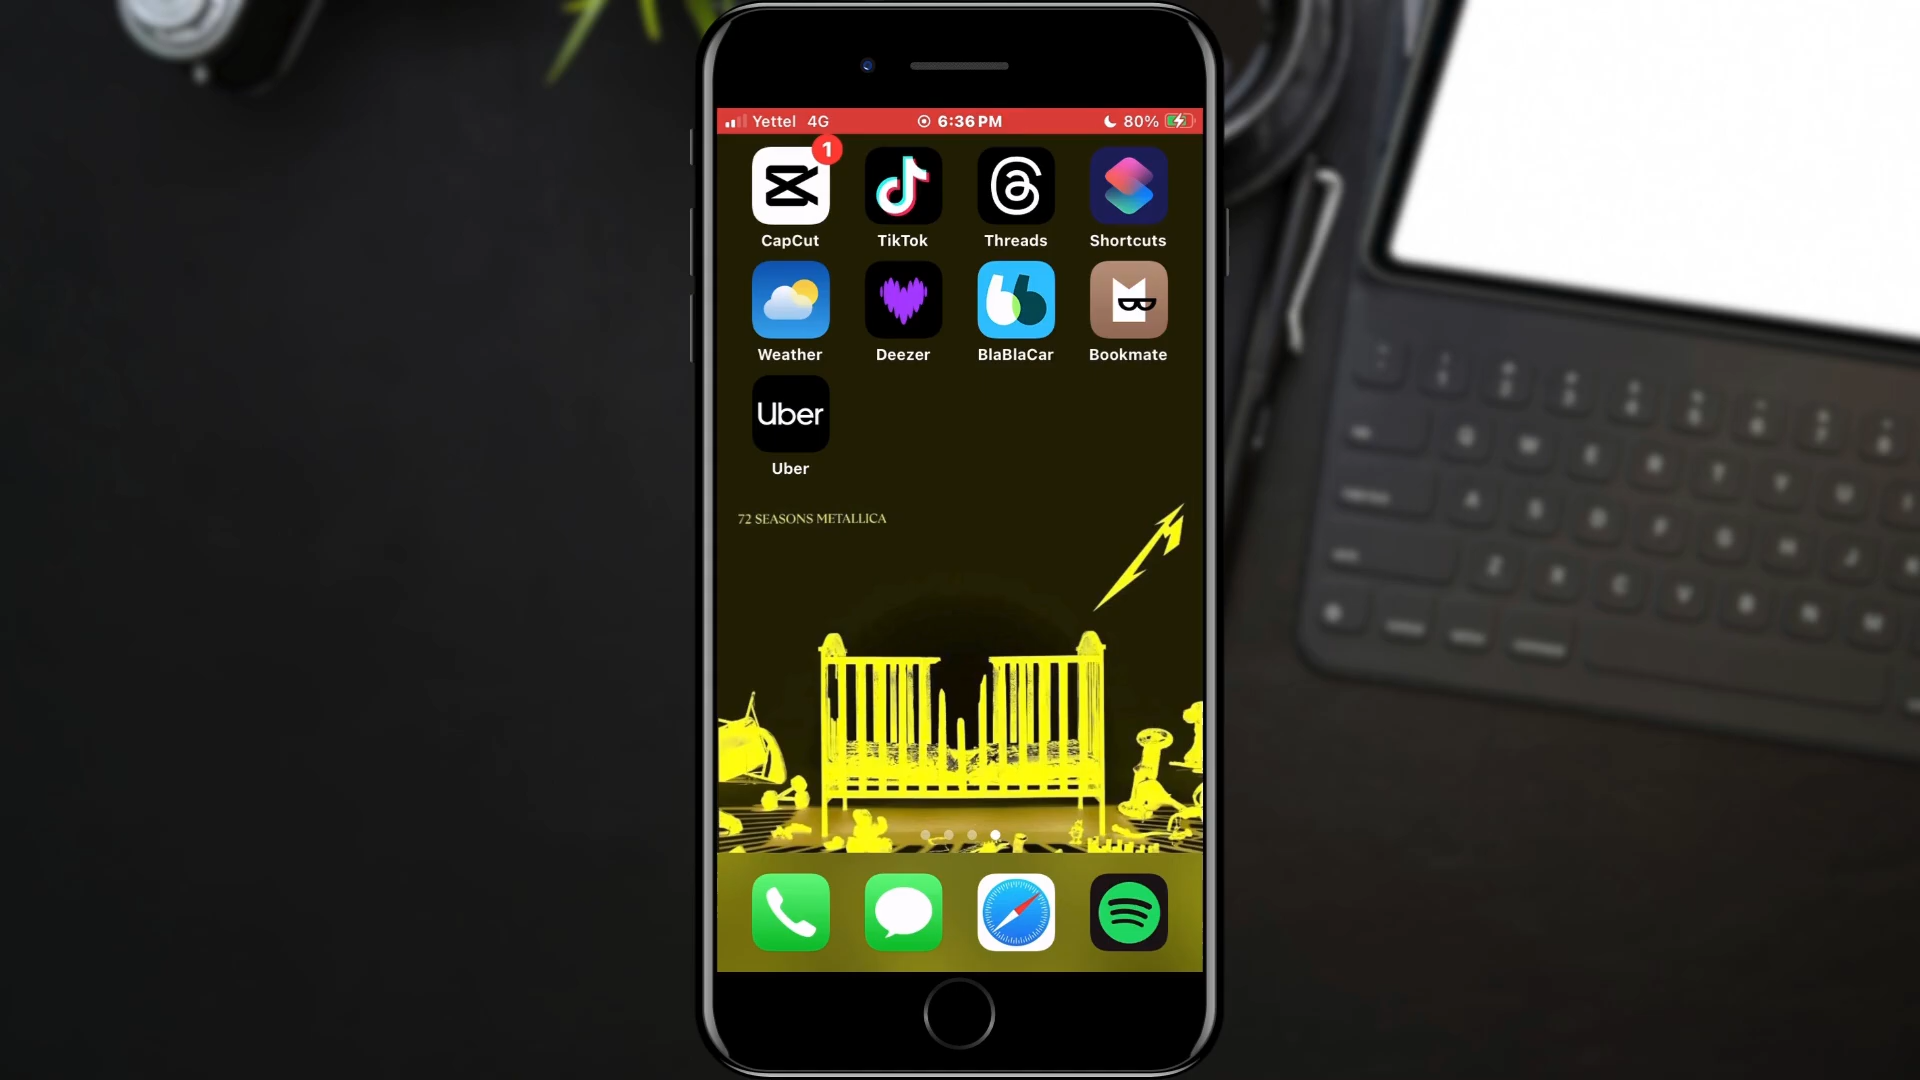 Yettel 4G 6:36 PM 80%
1
CapCut TikTok Threads Shortcuts
Weather Deezer BlaBlaCar Bookmate
Uber
Uber
72 SEASONS METALLICA